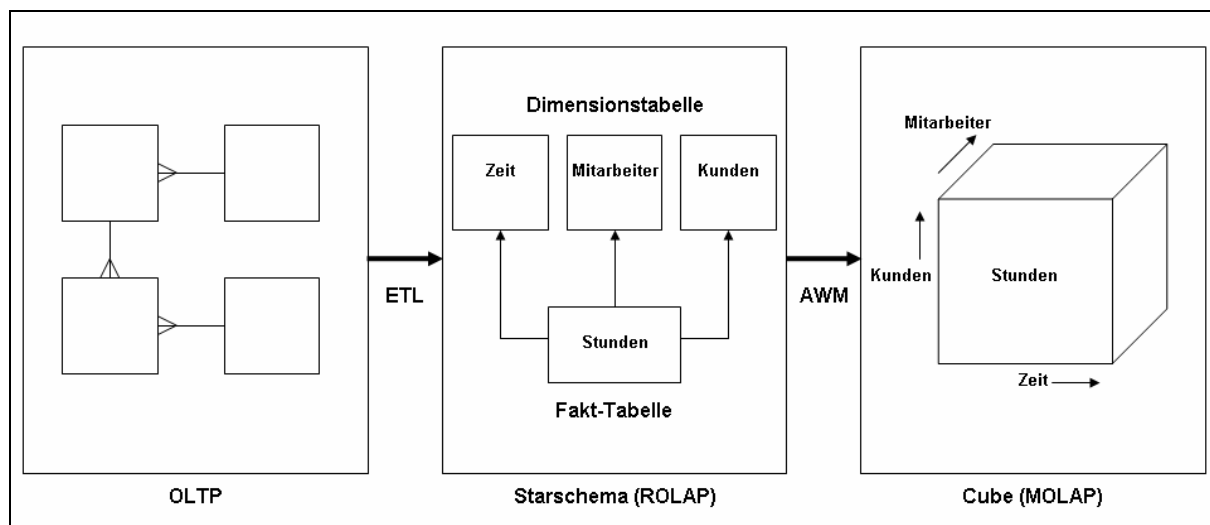 Dimensionstabelle
Zeit
Mitarbeiter
Kunden
Stunden
Fakt-Tabelle
ETL
AWM
Mitarbeiter
Kunden
Stunden
Zeit
OLTP
Starschema (ROLAP)
Cube (MOLAP)